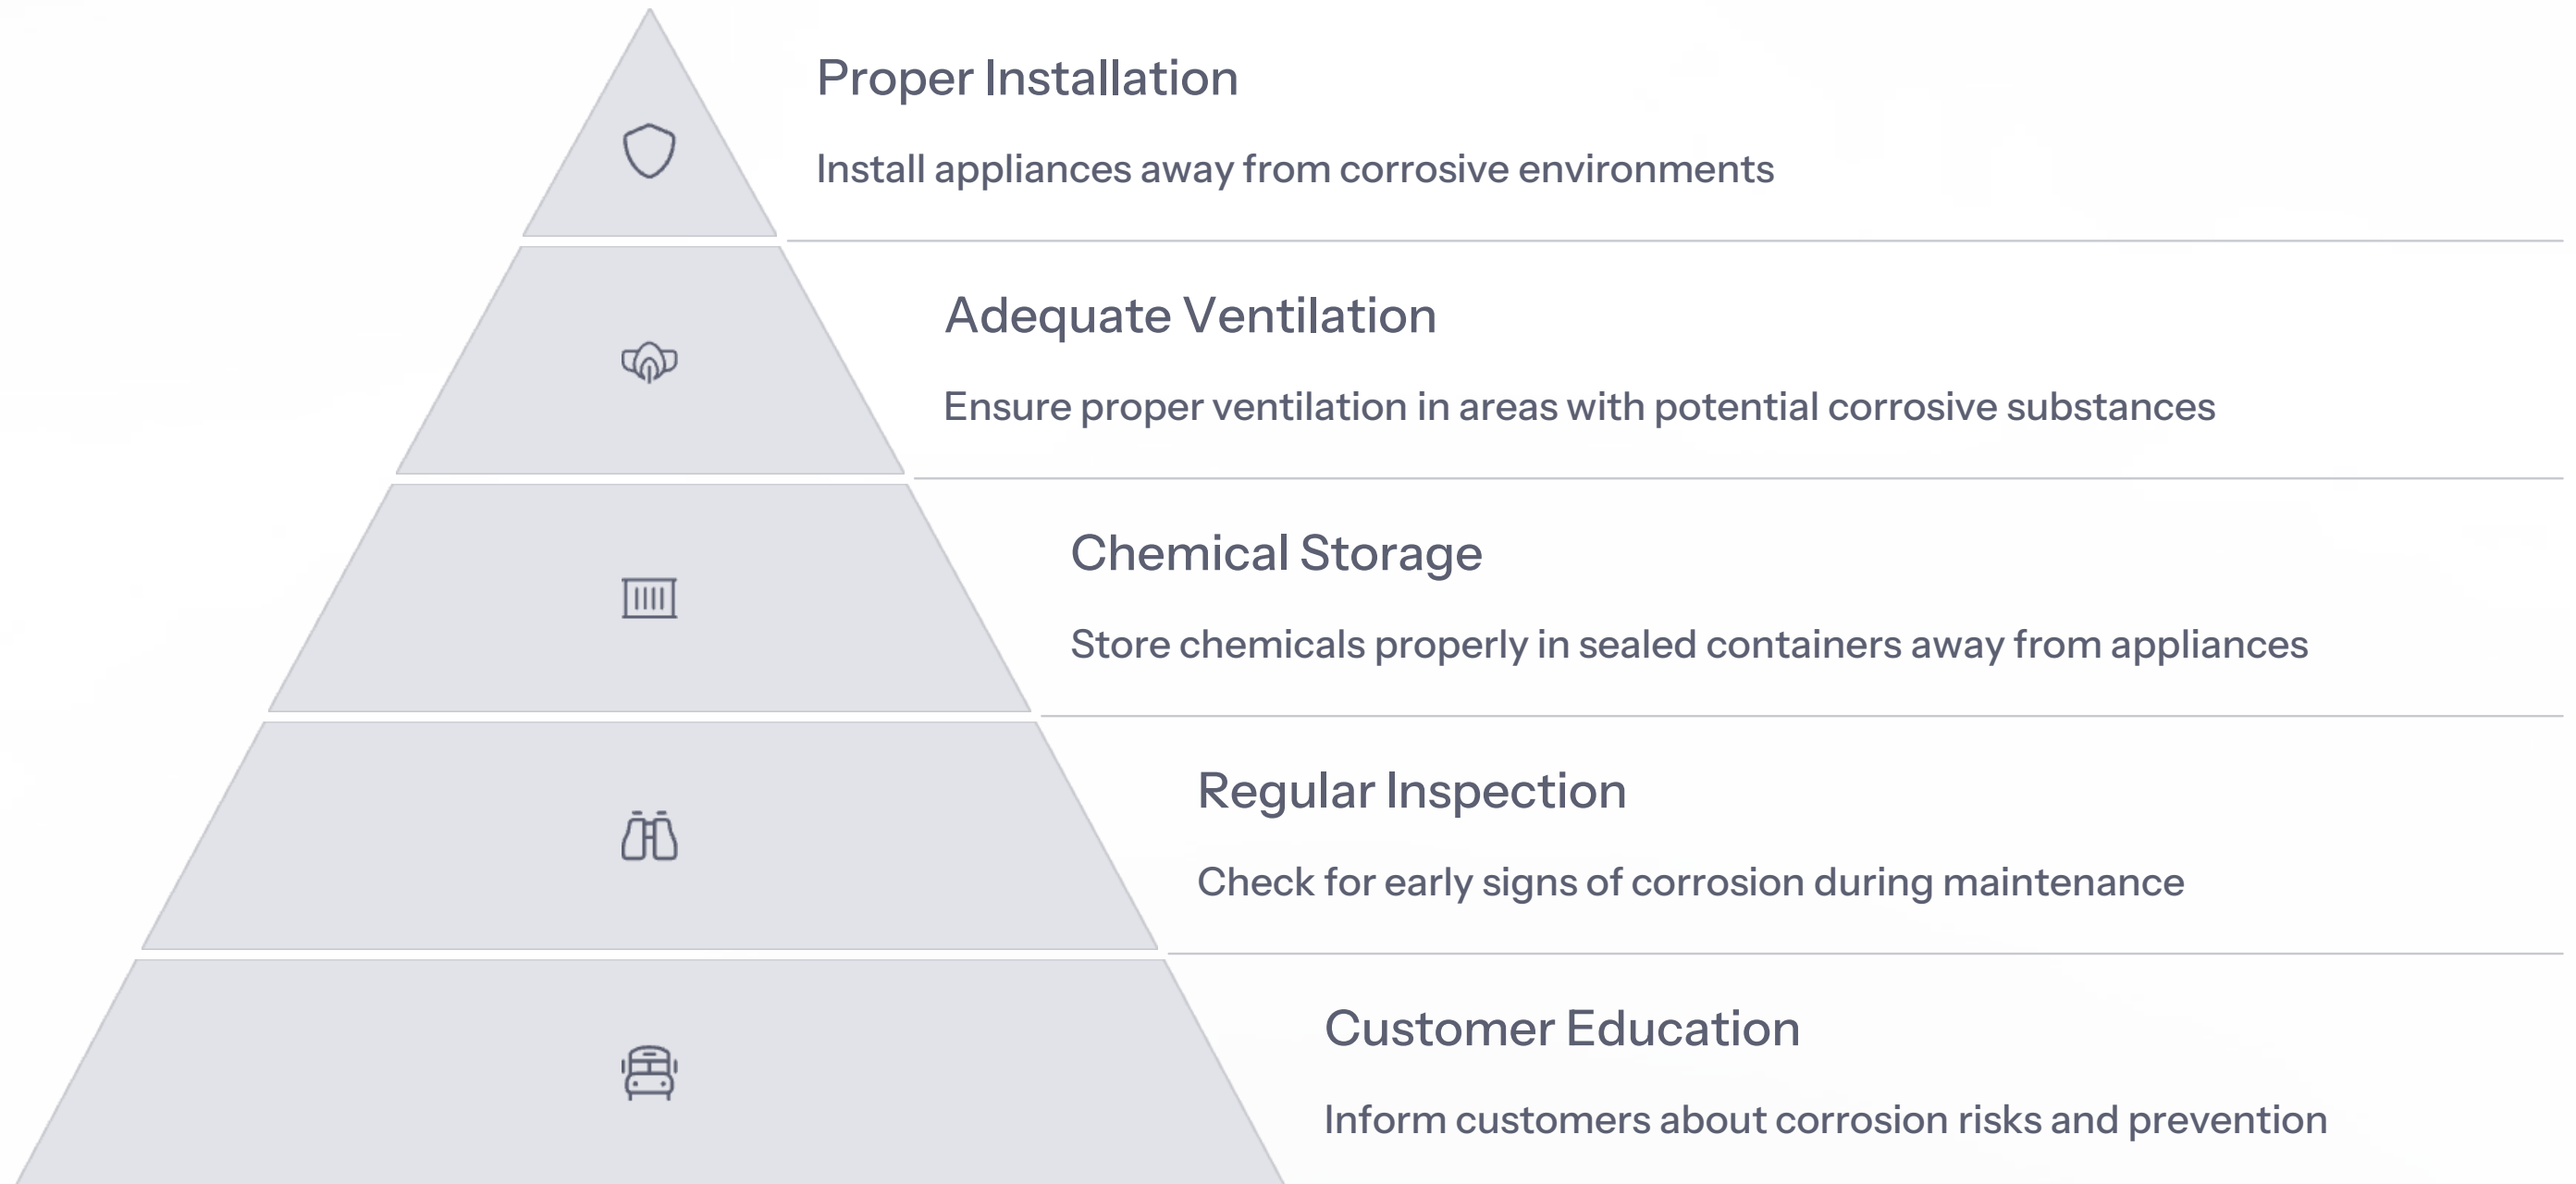 Proper Installation
Install appliances away from corrosive environments
Adequate Ventilation
Ensure proper ventilation in areas with potential corrosive substances
Chemical Storage
Store chemicals properly in sealed containers away from appliances
Regular Inspection
Check for early signs of corrosion during maintenance
Customer Education
Inform customers about corrosion risks and prevention